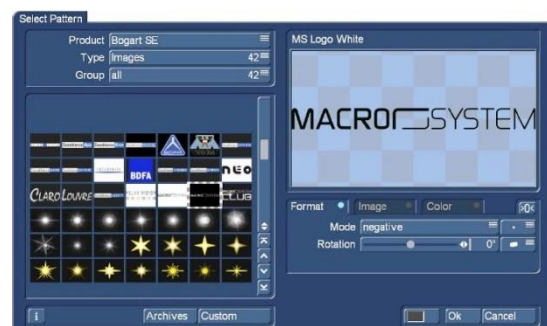 Select Pattern
Product Bogart SE
Type Images 42
Group all 42
MS Logo White
MACROSYSTEM
BDFA
neo
CLARO LOUVRE
CLUB
Format Image Color
Mode negative
Rotation 0°
i Archives Custom Ok Cancel